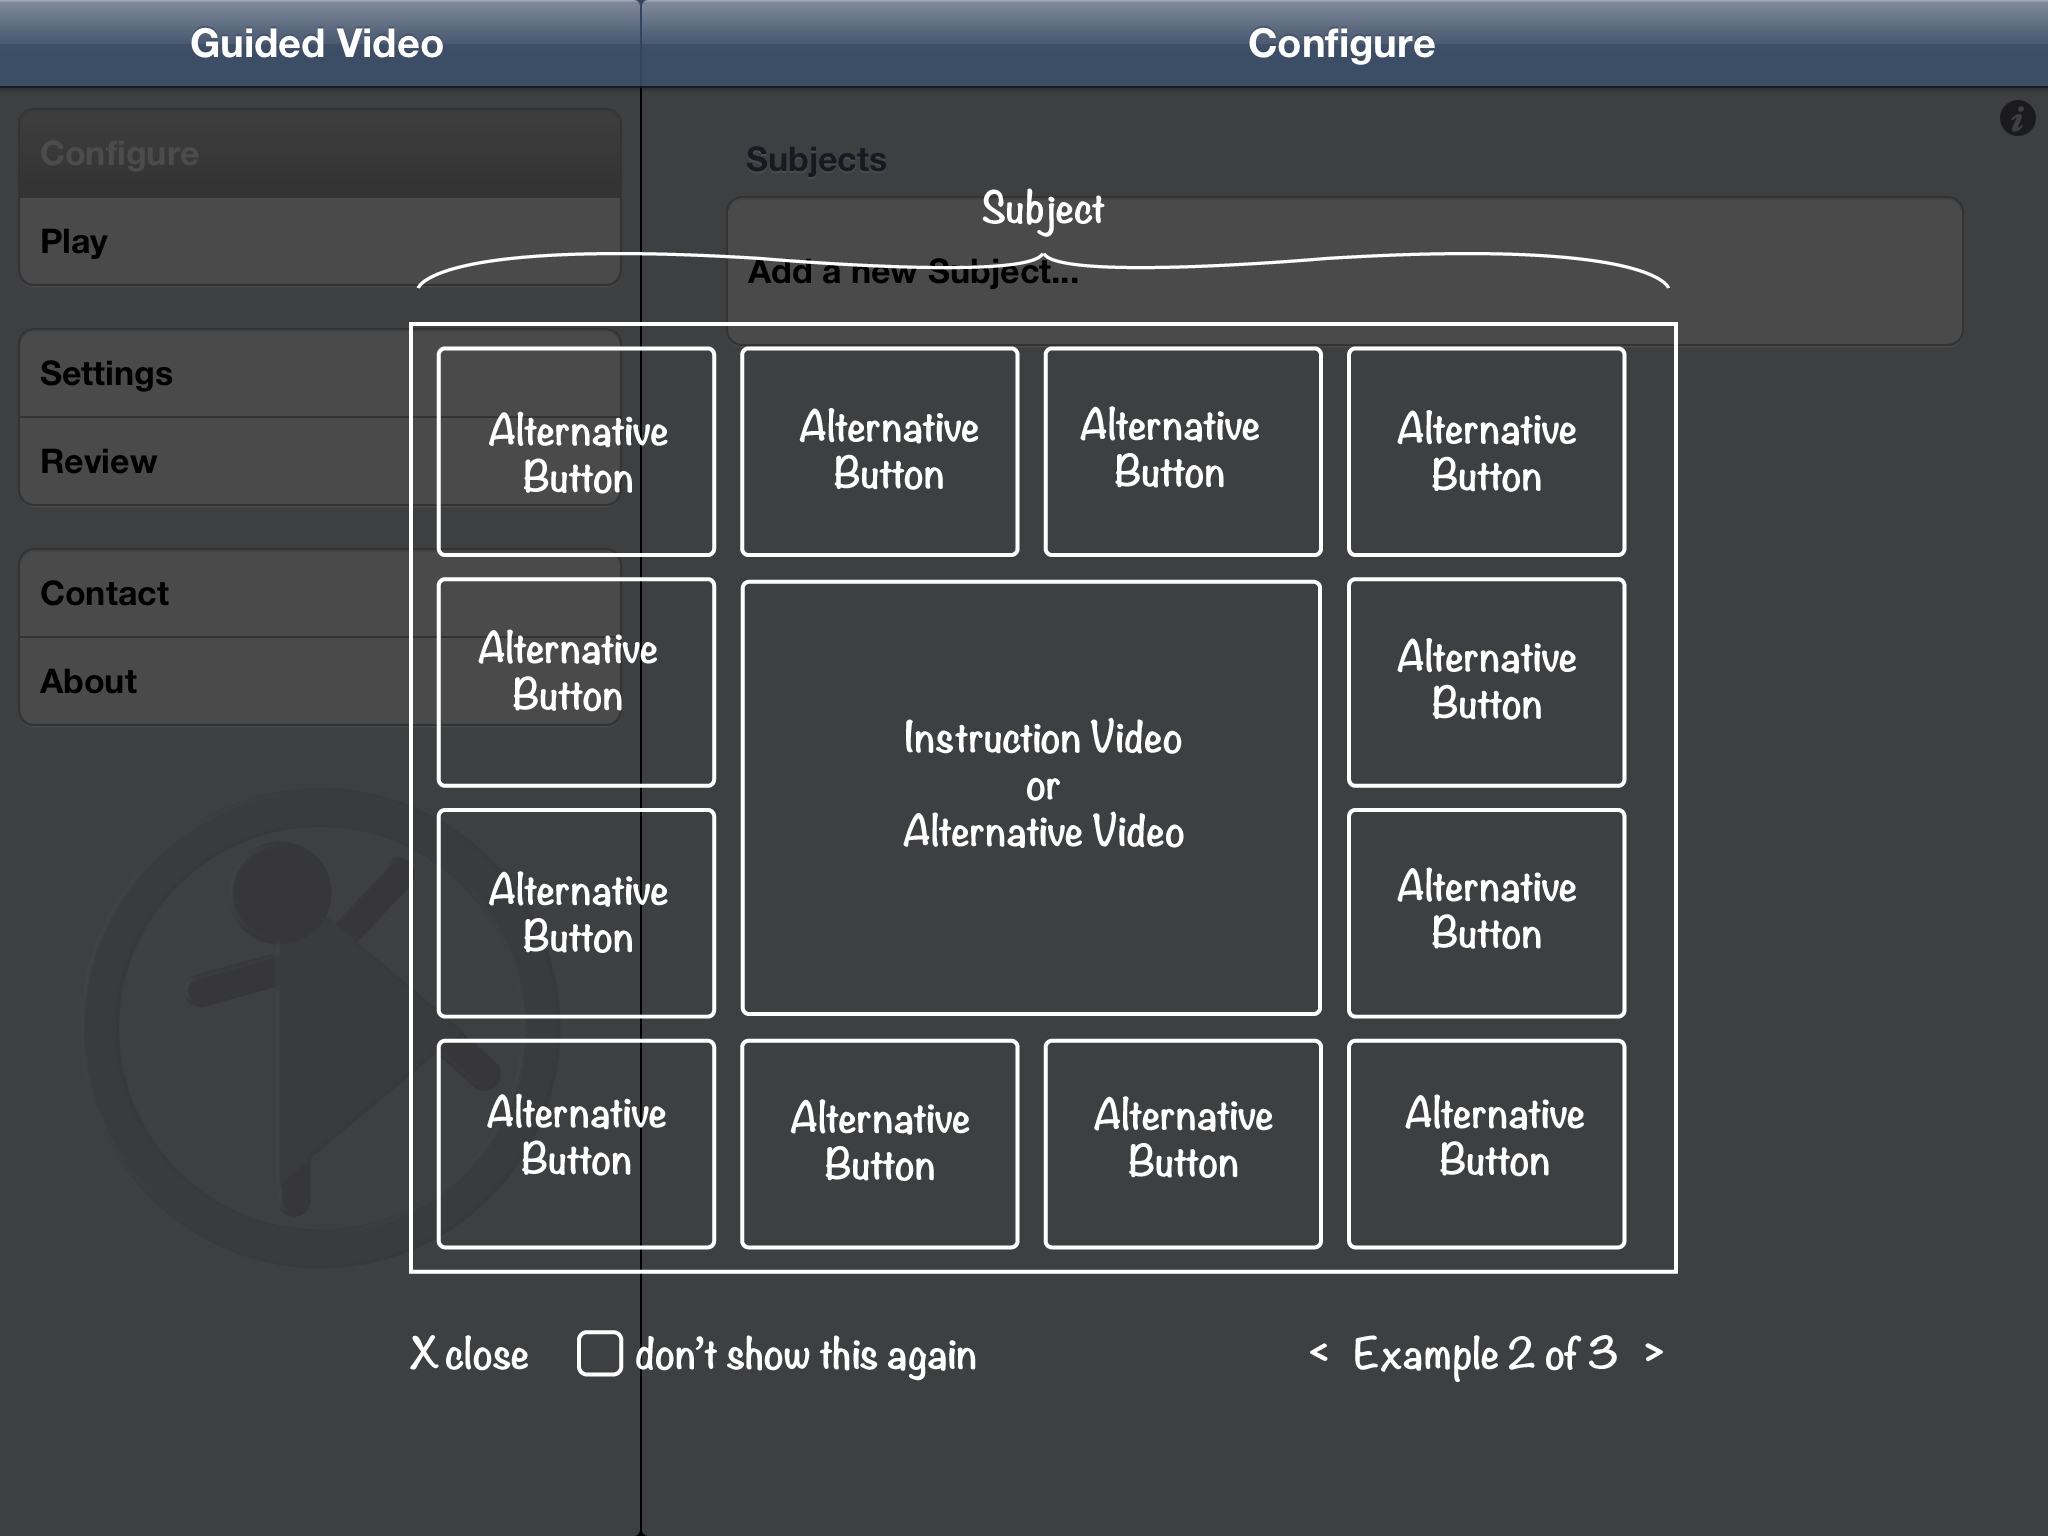 Guided Video
Configure
Configure
Play
Settings
Review
Contact
About
Subjects
Add a new Subject...
Subject
Alternative
Button
Alternative
Button
Alternative
Button
Alternative
Button
Alternative
Button
Instruction Video
or
Alternative Video
Alternative
Button
Alternative
Button
Alternative
Button
Alternative
Button
Alternative
Button
Alternative
Button
Alternative
Button
X close
don't show this again
< Example 2 of 3 >